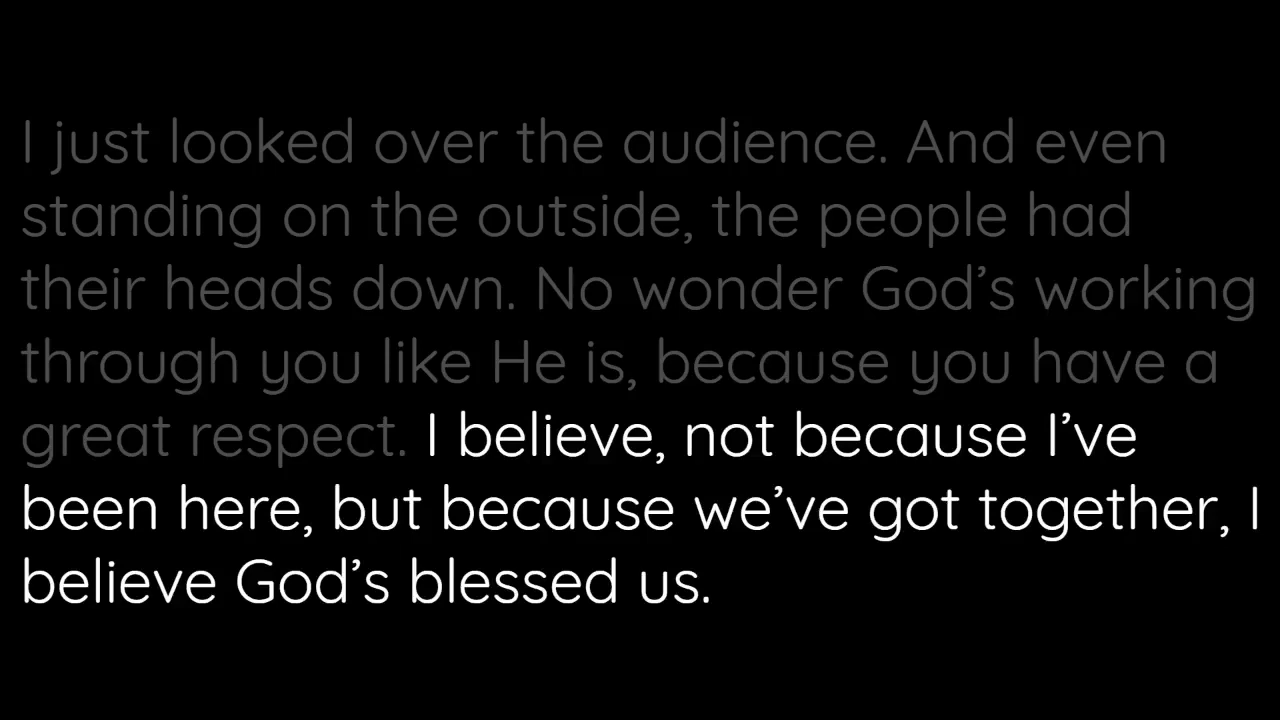 I just looked over the audience. And even
standing on the outside, the people had
their heads down. No wonder God’s working
through you like He is, because you have a
great respect. I believe, not because I’ve
been here, but because we’ve got together, I
believe God’s blessed us.